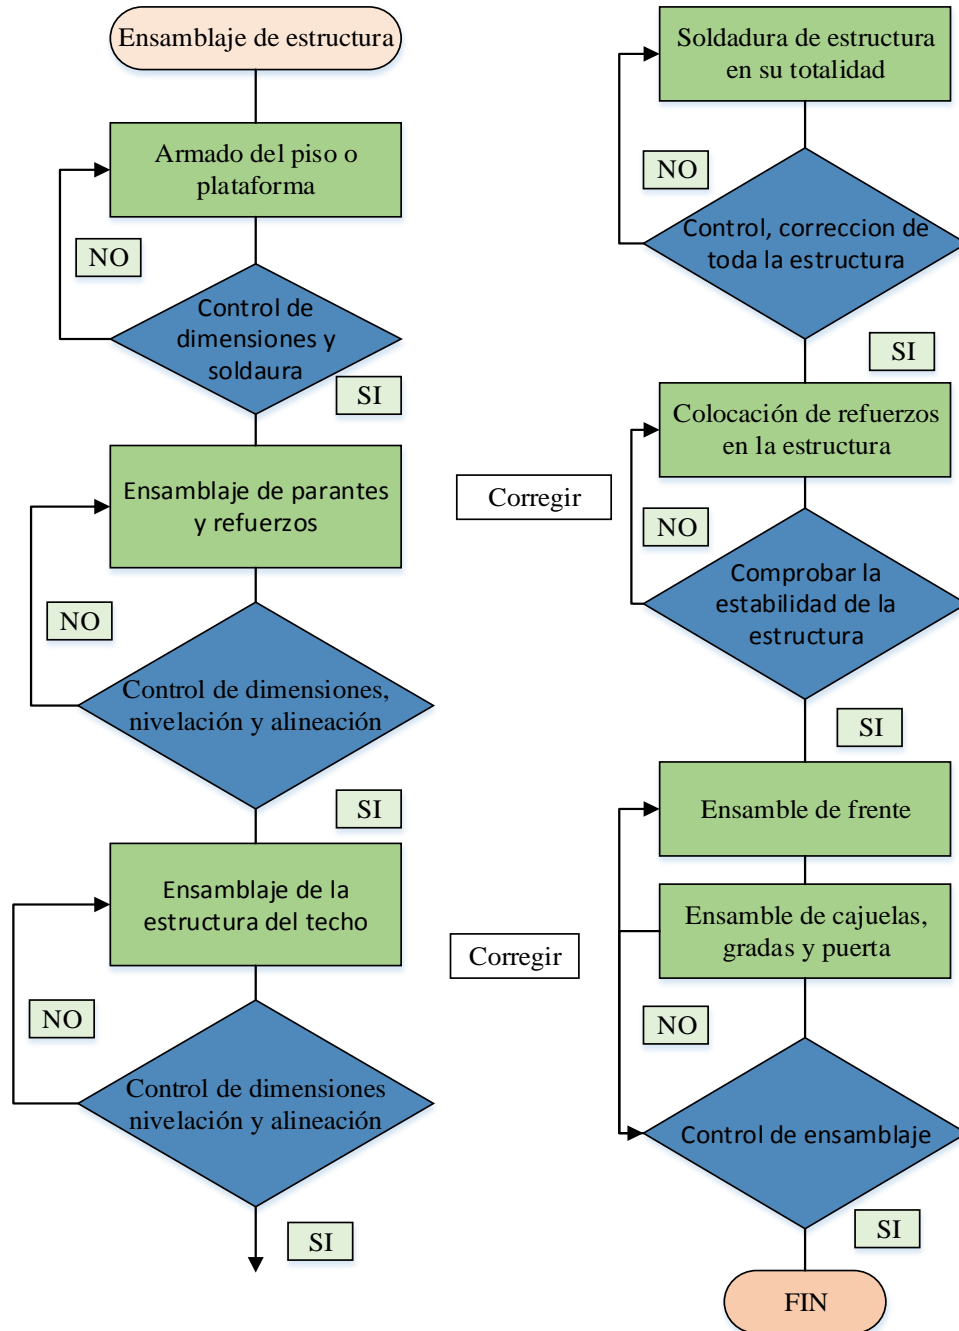 Ensamblaje de estructura
Armado del piso o
plataforma
NO
Control de
dimensiones y
soldaura
SI
Ensamblaje de parantes
y refuerzos
NO
Control de dimensiones,
nivelación y alineación
SI
Ensamblaje de la
estructura del techo
NO
Control de dimensiones
nivelación y alineación
SI
Soldadura de estructura
en su totalidad
NO
Control, correccion de
toda la estructura
SI
Colocación de refuerzos
en la estructura
Corregir
NO
Comprobar la
estabilidad de la
estructura
SI
Ensamble de frente
Ensamble de cajuelas,
gradas y puerta
Corregir
NO
Control de ensamblaje
SI
FIN